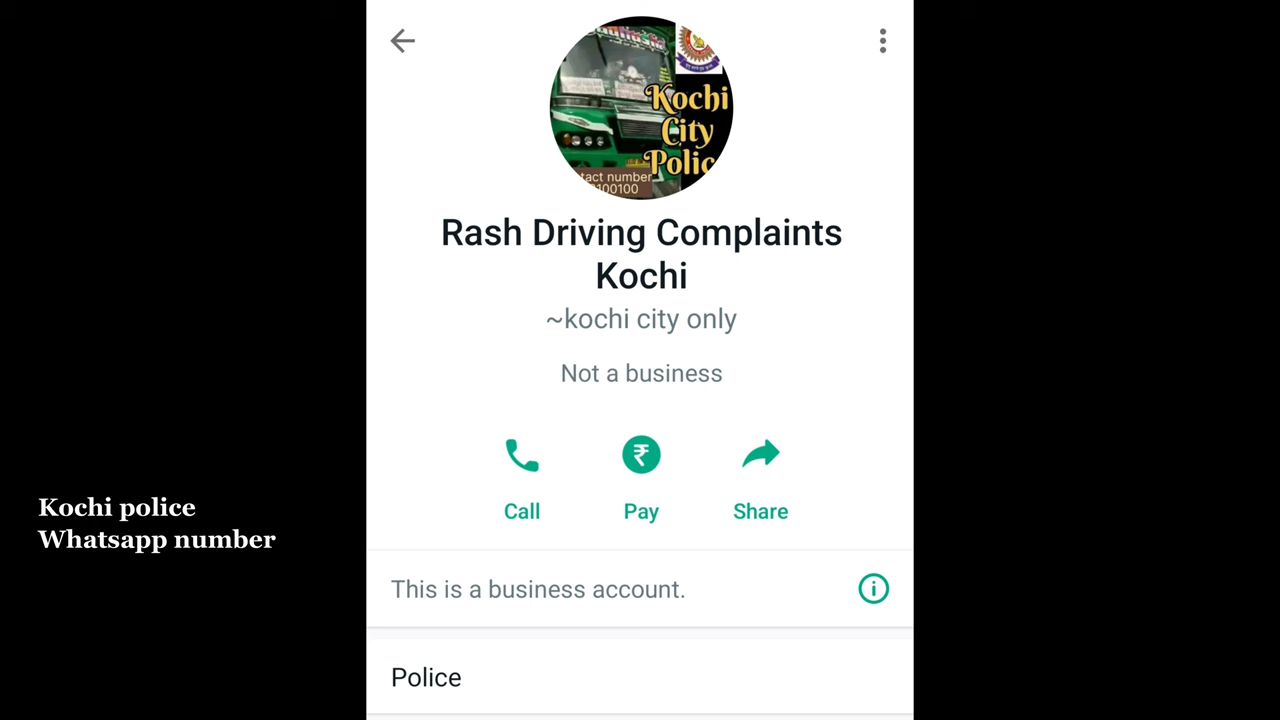 Kochi
City
Polic
tact number
100100
Rash Driving Complaints
Kochi
~kochi city only
Not a business
₹
Call
Pay
Share
This is a business account.
Police
Kochi police
Whatsapp number